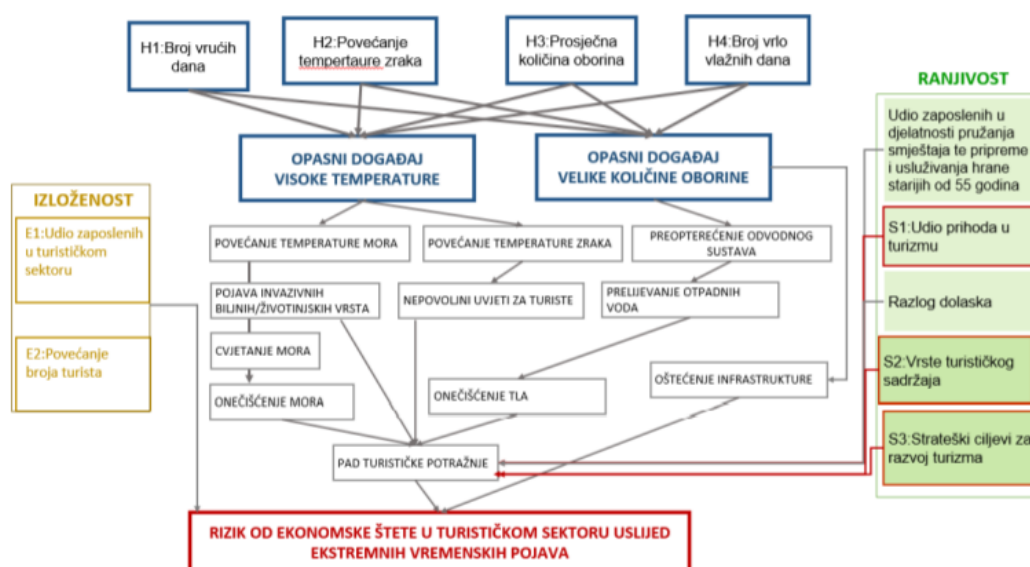 H1:Broj vrućih
dana
H2:Povećanje
tempertaure zraka
H3:Prosječna
količina oborina
H4:Broj vrlo
vlažnih dana
RANJIVOST
Udio zaposlenih u
djelatnosti pružanja
smještaja te pripreme
i usluživanja hrane
starijih od 55 godina
OPASNI DOGAĐAJ
VISOKE TEMPERATURE
OPASNI DOGAĐAJ
VELIKE KOLIČINE OBORINE
IZLOŽENOST
E1:Udio zaposlenih
u turističkom
sektoru
S1:Udio prihoda u
turizmu
POVEĆANJE TEMPERATURE MORA
POVEĆANJE TEMPERATURE ZRAKA
PREOPTEREĆENJE ODVODNOG
SUSTAVA
POJAVA INVAZIVNIH
BILJNIH/ŽIVOTINJSKIH VRSTA
NEPOVOLJNI UVJETI ZA TURISTE
PRELIJEVANJE OTPADNIH
VODA
Razlog dolaska
E2:Povećanje
broja turista
CVJETANJE MORA
S2:Vrste turističkog
sadržaja
ONEČIŠĆENJE MORA
ONEČIŠĆENJE TLA
OŠTEĆENJE INFRASTRUKTURE
S3:Strateški ciljevi za
razvoj turizma
PAD TURISTIČKE POTRAŽNJE
RIZIK OD EKONOMSKE ŠTETE U TURISTIČKOM SEKTORU USLIJED
EKSTREMNIH VREMENSKIH POJAVA